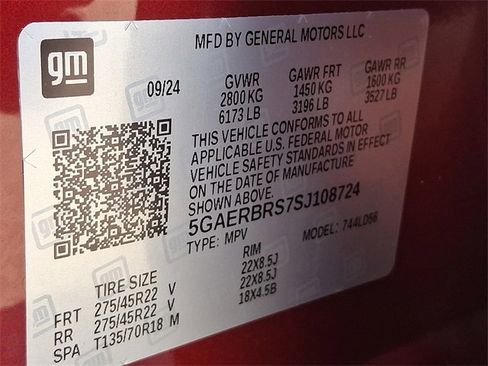 gm
MFD BY GENERAL MOTORS LLC
09/24 GVWR GAWR FRT GAWR RR
2800 KG 1450 KG 1600 KG
6173 LB 3196 LB 3527 LB
THIS VEHICLE CONFORMS TO ALL
APPLICABLE U.S. FEDERAL MOTOR
VEHICLE SAFETY STANDARDS IN EFFECT
ON THE DATE OF MANUFACTURE
SHOWN ABOVE.
5GAERBRS7SJ108724
TYPE: MPV MODEL: 744LD56
TIRE SIZE RIM
FRT 275/45R22 V 22X8.5J
RR 275/45R22 V 22X8.5J
SPA T135/70R18 M 18X4.5B